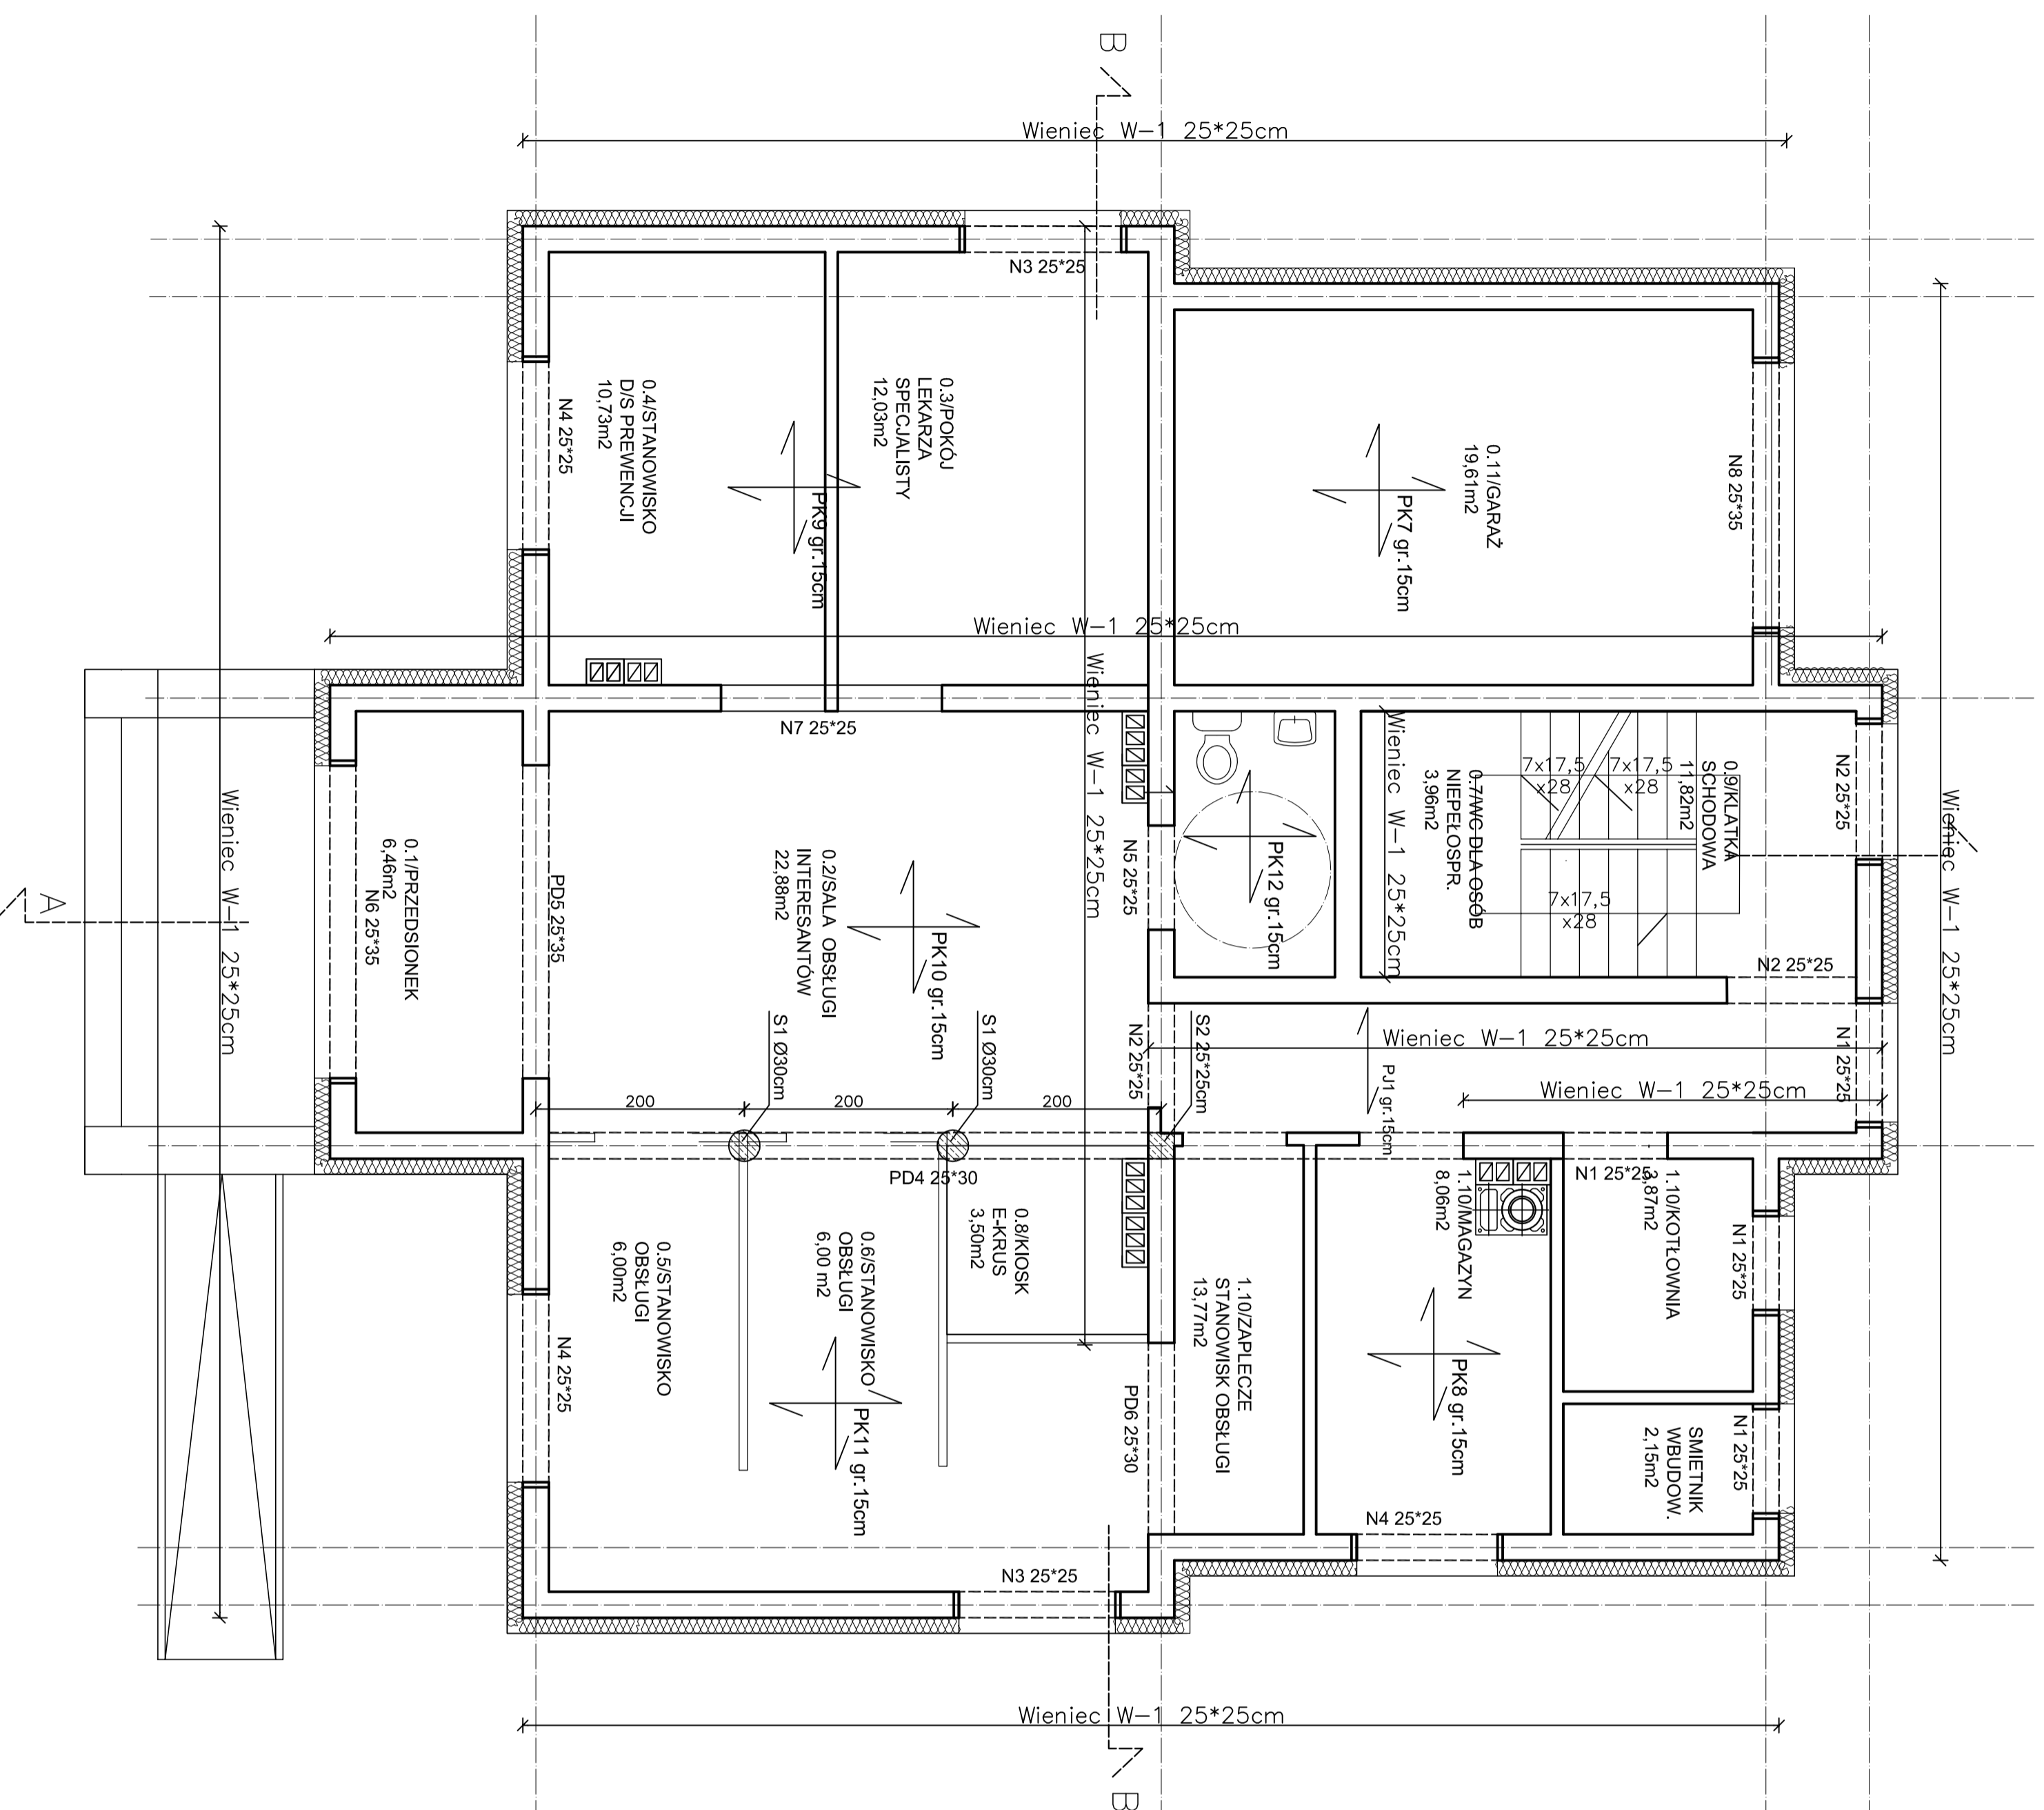 B
Wieniec W-1 25*25cm
N3 25*25
0.4/STANOWISKO
D/S PREWENCJI
10,73m2
N4 25*25
PK9 gr.15cm
0.3/POKÓJ
LEKARZA
SPECJALISTY
12,03m2
0.11/GARAŻ
19,61m2
PK7 gr.15cm
N8 25*35
Wieniec W-1 25*25cm
Wieniec W-1 25*25cm
N7 25*25
Wieniec W-1 25*25cm
0.7/WC DLA OSÓB
NIEPEŁOSPR.
3,96m2
7x17,5
x28
7x17,5
x28
7x17,5
x28
0.9/KLATKA
SCHODOWA
11,82m2
N2 25*25
Wieniec W-1 25*25cm
Wieniec W-1 25*25cm
A
0.1/PRZEDSIONEK
6,46m2
N6 25*35
PD5 25*35
0.2/SALA OBSŁUGI
INTERESANTÓW
22,88m2
PK10 gr.15cm
N5 25*25
PK12 gr.15cm
N2 25*25
S1 Ø30cm
S1 Ø30cm
N2 25*25
S2 25*25cm
Wieniec W-1 25*25cm
N1 25*25
PJ1 gr.15cm
Wieniec W-1 25*25cm
200
200
200
PD4 25*30
N1 25*25
1.10/KOTŁOWNIA
3,87m2
N1 25*25
1.10/MAGAZYN
8,06m2
0.8/KIOSK
E-KRUS
3,50m2
0.5/STANOWISKO
OBSŁUGI
6,00m2
0.6/STANOWISKO
OBSŁUGI
6,00 m2
1.10/ZAPLECZE
STANOWISK OBSŁUGI
13,77m2
PK8 gr.15cm
N4 25*25
PK11 gr.15cm
PD6 25*30
SMIETNIK
WBUDOW.
2,15m2
N1 25*25
N4 25*25
N3 25*25
Wieniec W-1 25*25cm
B